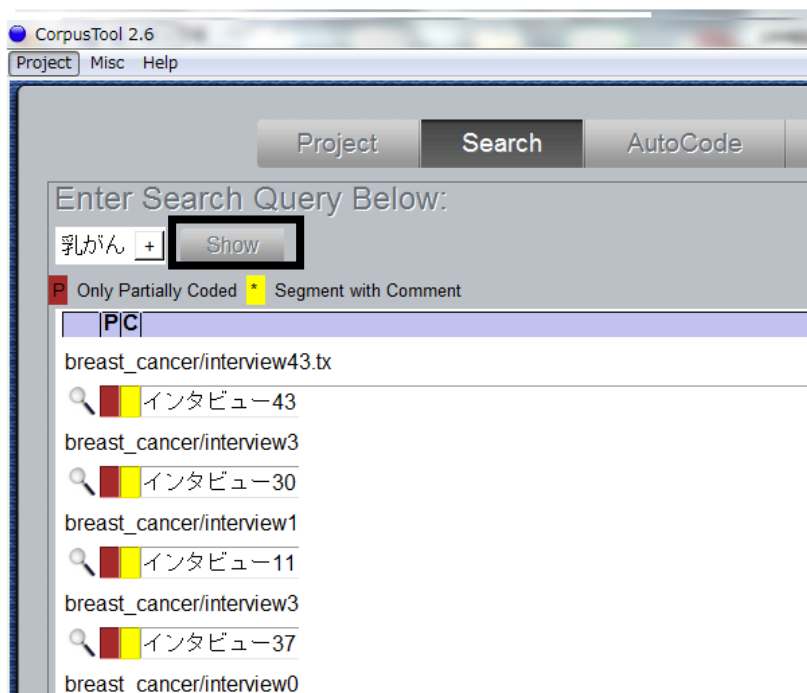 CorpusTool 2.6
Project Misc Help
Project Search AutoCode
Enter Search Query Below:
乳がん + Show
P Only Partially Coded * Segment with Comment
P C
breast_cancer/interview43.tx
インタビュー43
breast_cancer/interview3
インタビュー30
breast_cancer/interview1
インタビュー11
breast_cancer/interview3
インタビュー37
breast_cancer/interview0